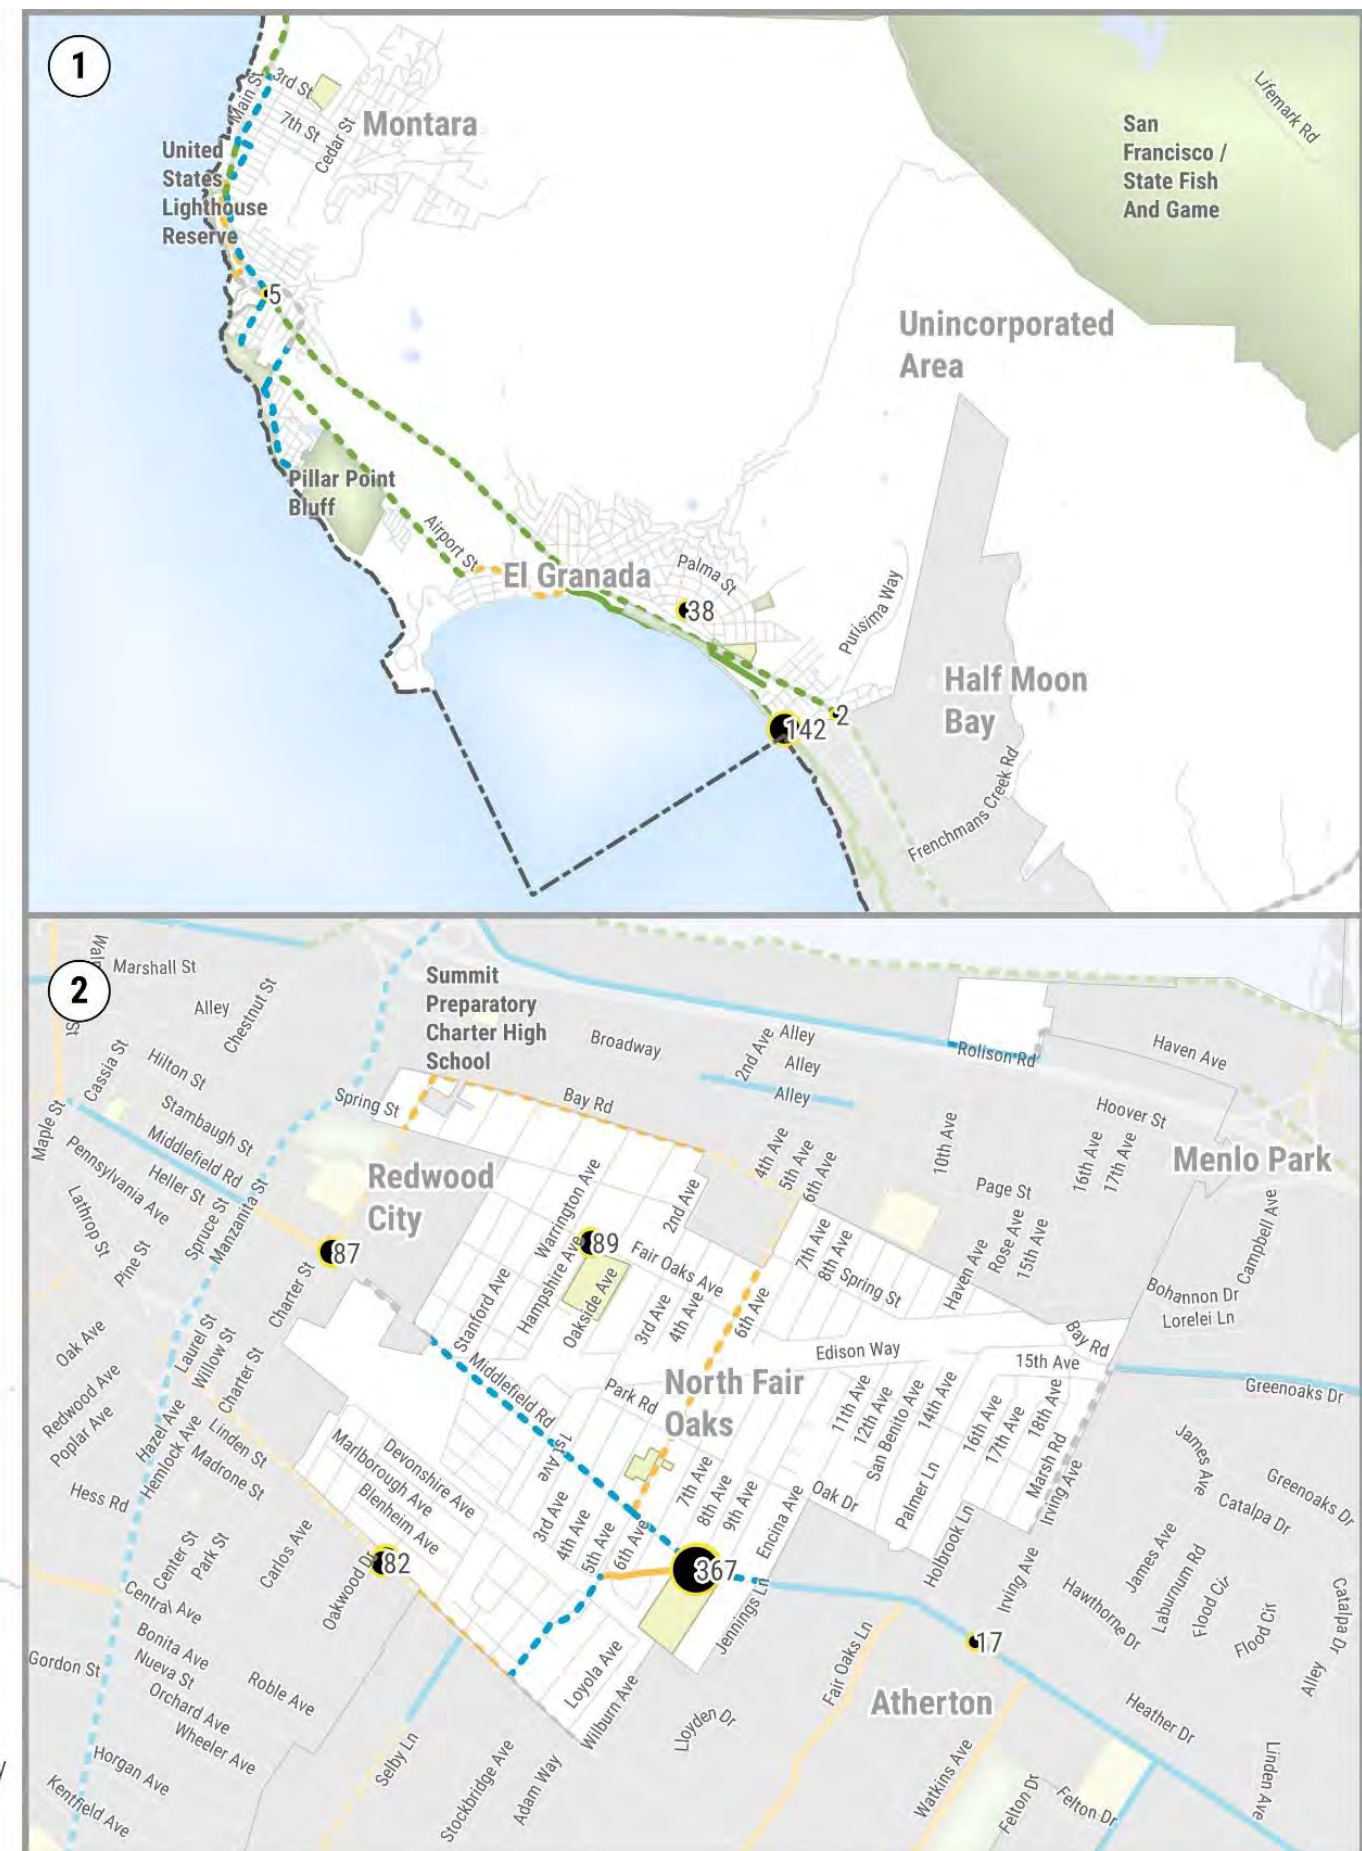 1
3rd St
Main St
7th St
Cedar St
Montara
United
States
Lighthouse
Reserve
San
Francisco /
State Fish
And Game
Lifemark Rd
5
Unincorporated
Area
Pillar Point
Bluff
Airport St
El Granada
Palma St
38
Purisima Way
Half Moon
Bay
2
142
Frenchmans Creek Rd
2
Marshall St
Alley
Chestnut St
Summit
Preparatory
Charter High
School
Broadway
2nd Ave
Alley
Alley
Alley
Rolison Rd
Haven Ave
Cassia St
Hilton St
Stambaugh St
Spring St
Bay Rd
Hoover St
Maple St
Middlefield Rd
Pennsylvania Ave
Heller St
Redwood
City
4th Ave
5th Ave
6th Ave
10th Ave
16th Ave
17th Ave
Menlo Park
Page St
Lathrop St
Pine St
Spruce St
Manzanita St
Warrington Ave
2nd Ave
87
89
Hampshire Ave
Fair Oaks Ave
7th Ave
8th Ave
Spring St
Haven Ave
Rose Ave
15th Ave
Campbell Ave
Charter St
Stanford Ave
Oakside Ave
3rd Ave
4th Ave
6th Ave
Bohannon Dr
Lorelei Ln
Oak Ave
Laurel St
Willow St
Charter St
Edison Way
Bay Rd
15th Ave
Redwood Ave
Poplar Ave
Middlefield Rd
Park Rd
North Fair
Oaks
Greenoaks Dr
Hazel Ave
Hemlock Ave
Linden St
Madrone St
Devonshire Ave
Marlborough Ave
Blenheim Ave
1st Ave
11th Ave
12th Ave
San Benito Ave
14th Ave
16th Ave
17th Ave
18th Ave
Marsh Rd
Irving Ave
James Ave
Greenoaks Dr
Catalpa Dr
Hess Rd
Center St
Park St
Carlos Ave
3rd Ave
4th Ave
5th Ave
6th Ave
7th Ave
8th Ave
9th Ave
Encina Ave
Oak Dr
Palmer Ln
Holbrook Ln
Irving Ave
James Ave
Laburnum Rd
Flood Cir
Flood Cir
Catalpa Dr
Central Ave
Oakwood Dr
82
367
Jennings Ln
17
Hawthorne Dr
Bonita Ave
Nueva St
Orchard Ave
Wheeler Ave
Gordon St
Roble Ave
Loyola Ave
Wilburn Ave
Lloyden Dr
Fair Oaks Ln
Atherton
Heather Dr
Alley
Horgan Ave
Kentfield Ave
Selby Ln
Stockbridge Ave
Adam Way
Watkins Ave
Felton Dr
Felton Dr
Linden Ave